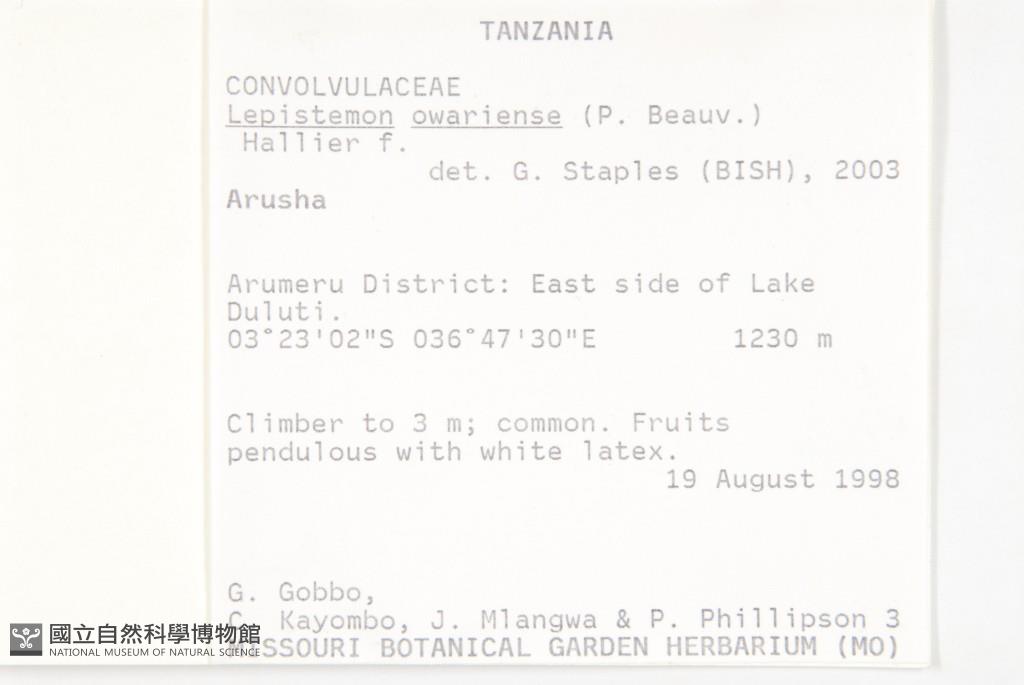 TANZANIA
CONVOLVULACEAE
Lepistemon owariense (P. Beauv.)
Hallier f.
det. G. Staples (BISH), 2003
Arusha
Arumeru District: East side of Lake
Duluti.
03°23'02"S 036°47'30"E 1230 m
Climber to 3 m; common. Fruits
pendulous with white latex.
19 August 1998
G. Gobbo,
C. Kayombo, J. Mlangwa & P. Phillipson 3
MISSOURI BOTANICAL GARDEN HERBARIUM (MO)
國立自然科學博物館
NATIONAL MUSEUM OF NATURAL SCIENCE